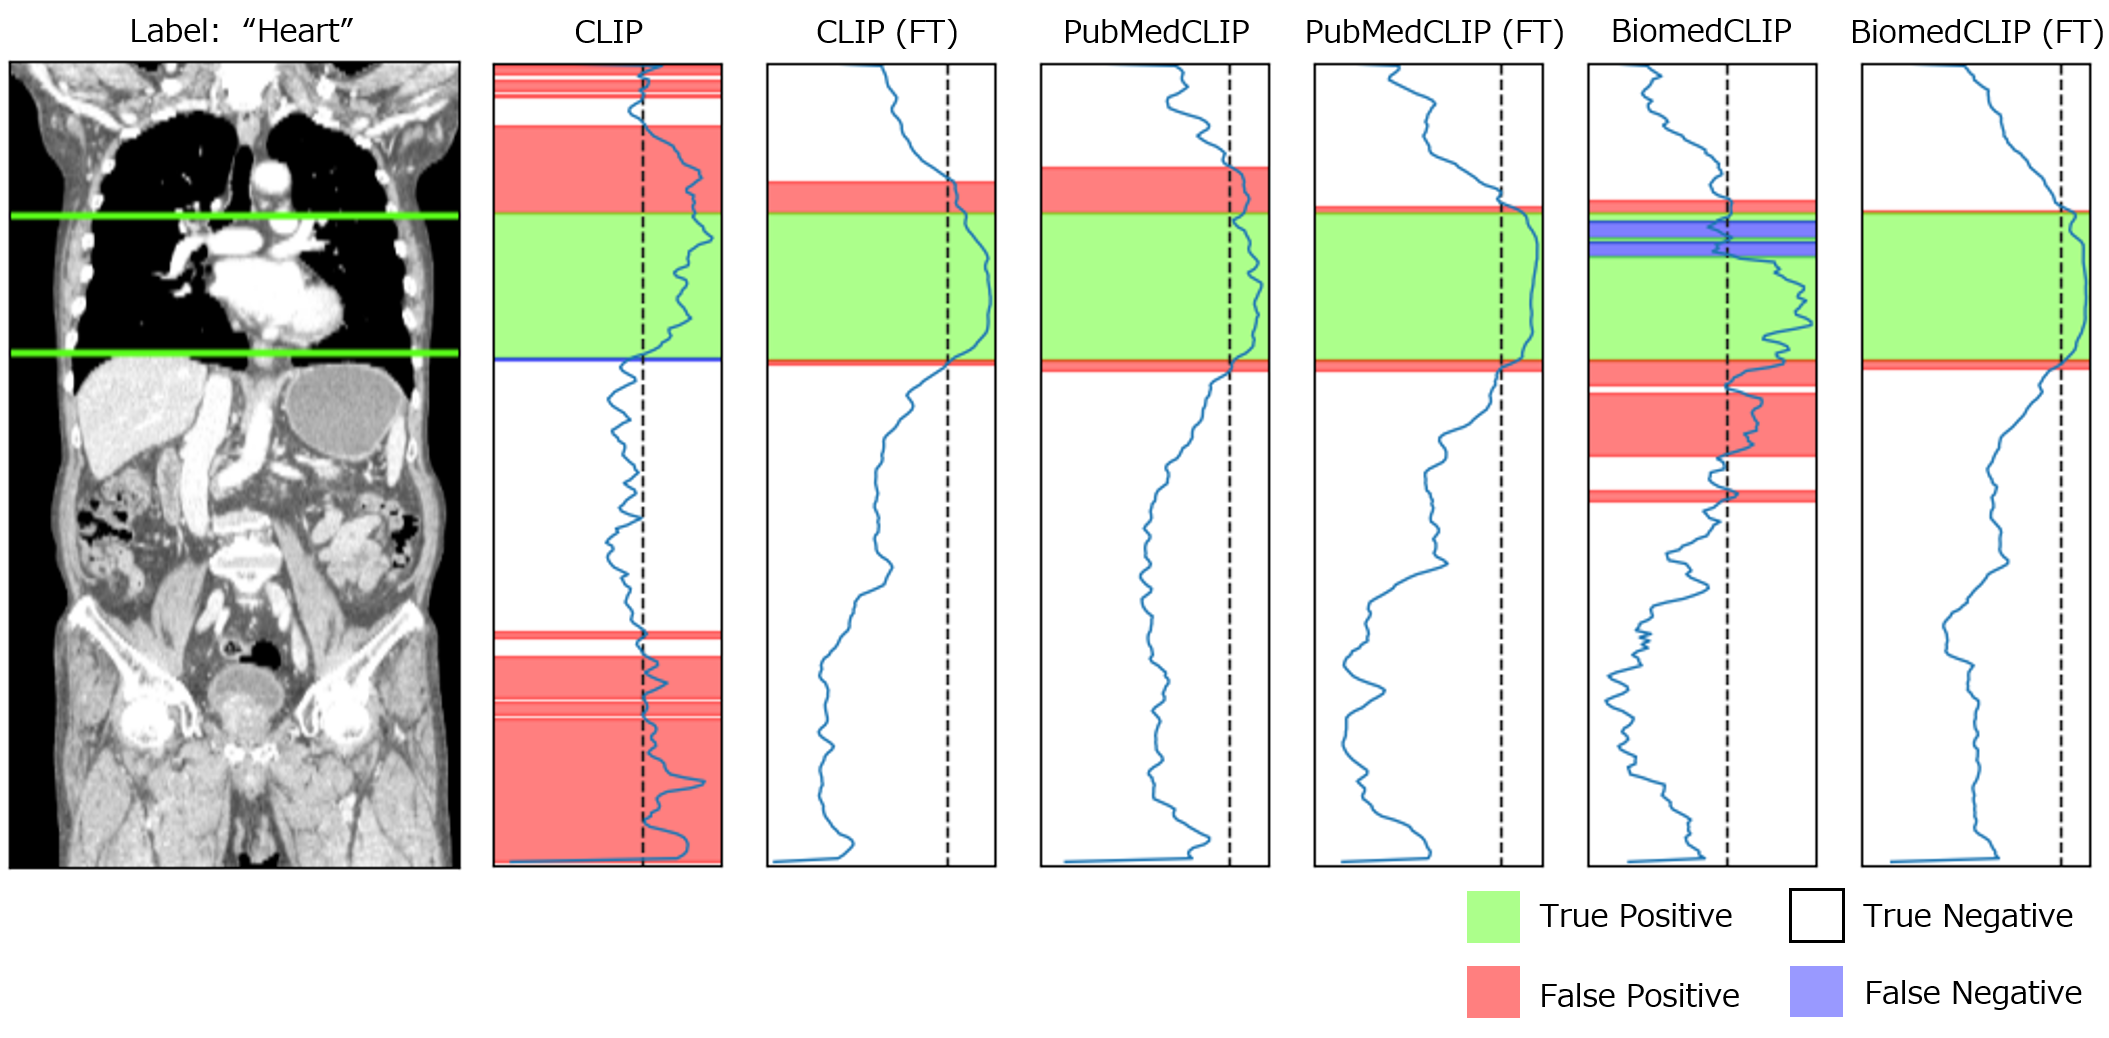 Label: “Heart”
CLIP
CLIP (FT)
PubMedCLIP
PubMedCLIP (FT)
BiomedCLIP
BiomedCLIP (FT)
True Positive
True Negative
False Positive
False Negative